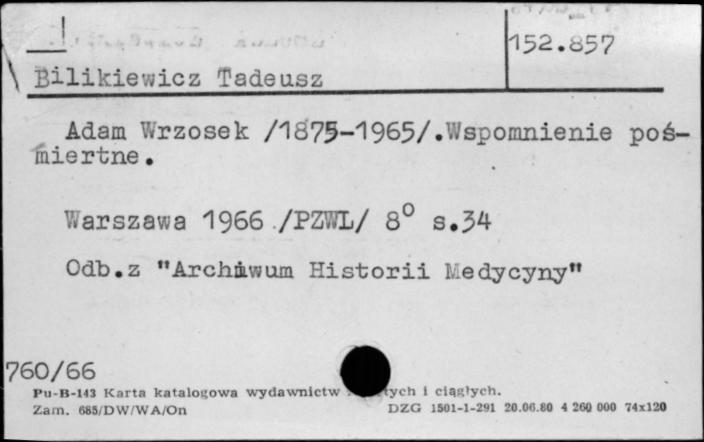 152.857
Bilikiewicz Tadeusz
Adam Wrzosek /1875-1965/.Wspomnienie poś-
miertne.
Warszawa 1966 /PZWL/ 8° s.34
Odb.z "Archiwum Historii Medycyny"
760/66
Pu-B-143 Karta katalogowa wydawnictw tych i ciągłych.
Zam. 685/DW/WA/On DZG 1501-1-291 20.06.80 4 260 000 74x120